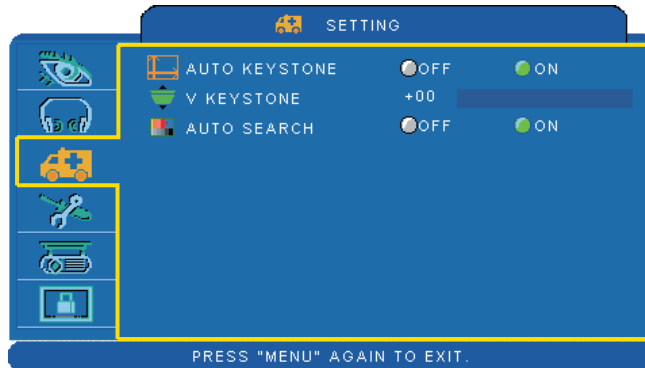 SETTING
AUTO KEYSTONE OFF ON
V KEYSTONE +00
AUTO SEARCH OFF ON
PRESS "MENU" AGAIN TO EXIT.